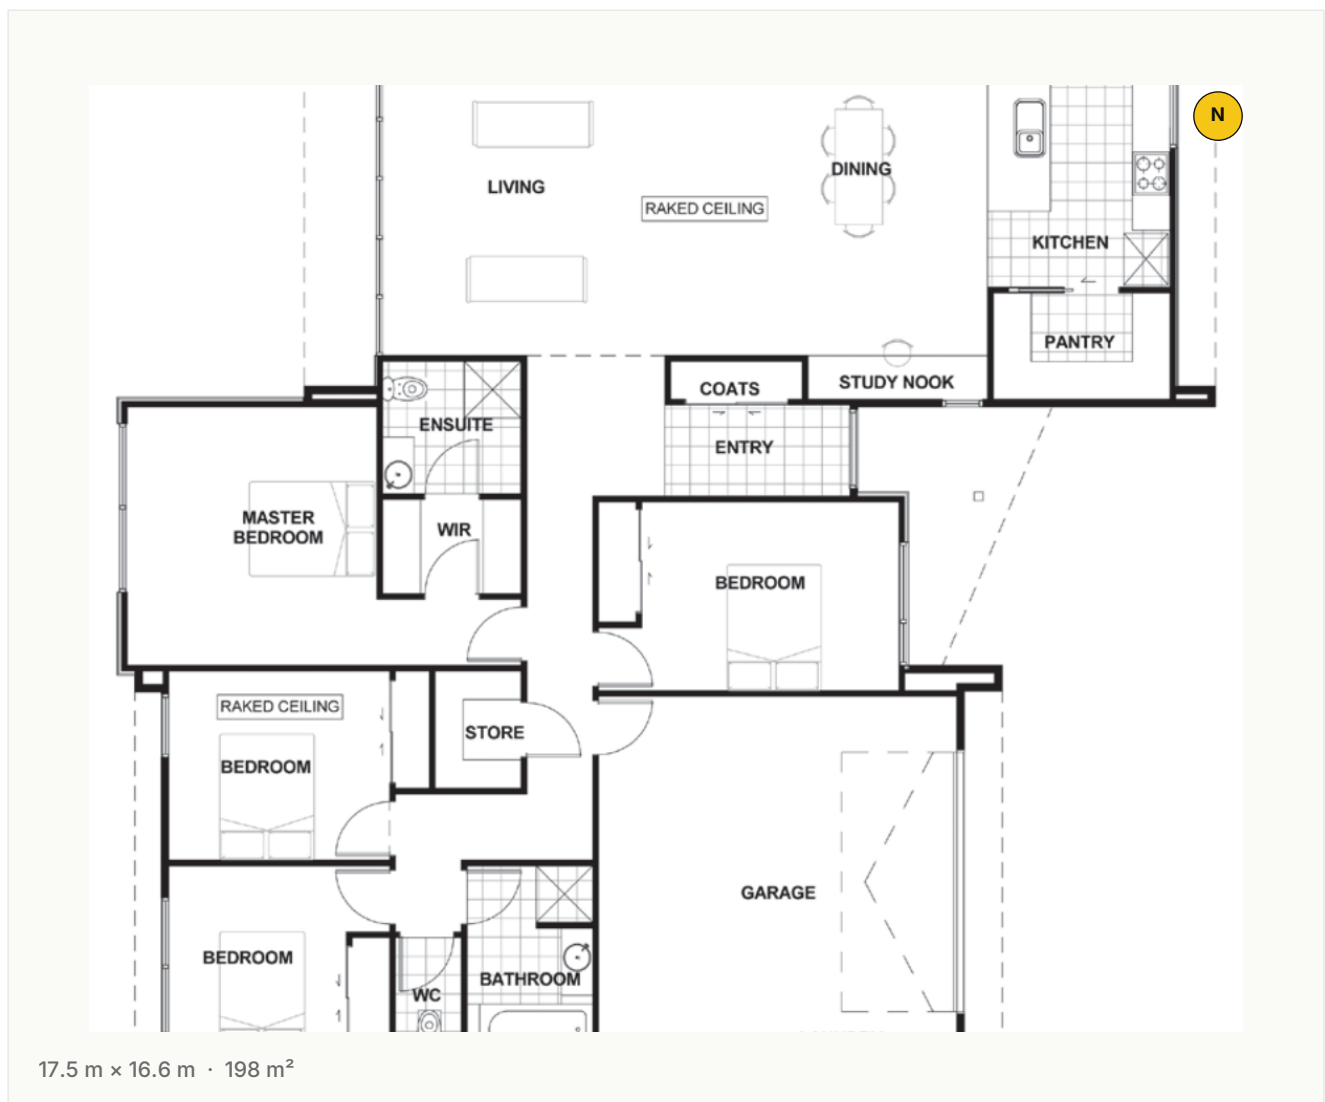 N
LIVING
DINING
RAKED CEILING
KITCHEN
PANTRY
COATS
STUDY NOOK
ENSUITE
ENTRY
MASTER
BEDROOM
WIR
BEDROOM
RAKED CEILING
STORE
BEDROOM
GARAGE
BEDROOM
BATHROOM
WC
17.5 m × 16.6 m · 198 m²